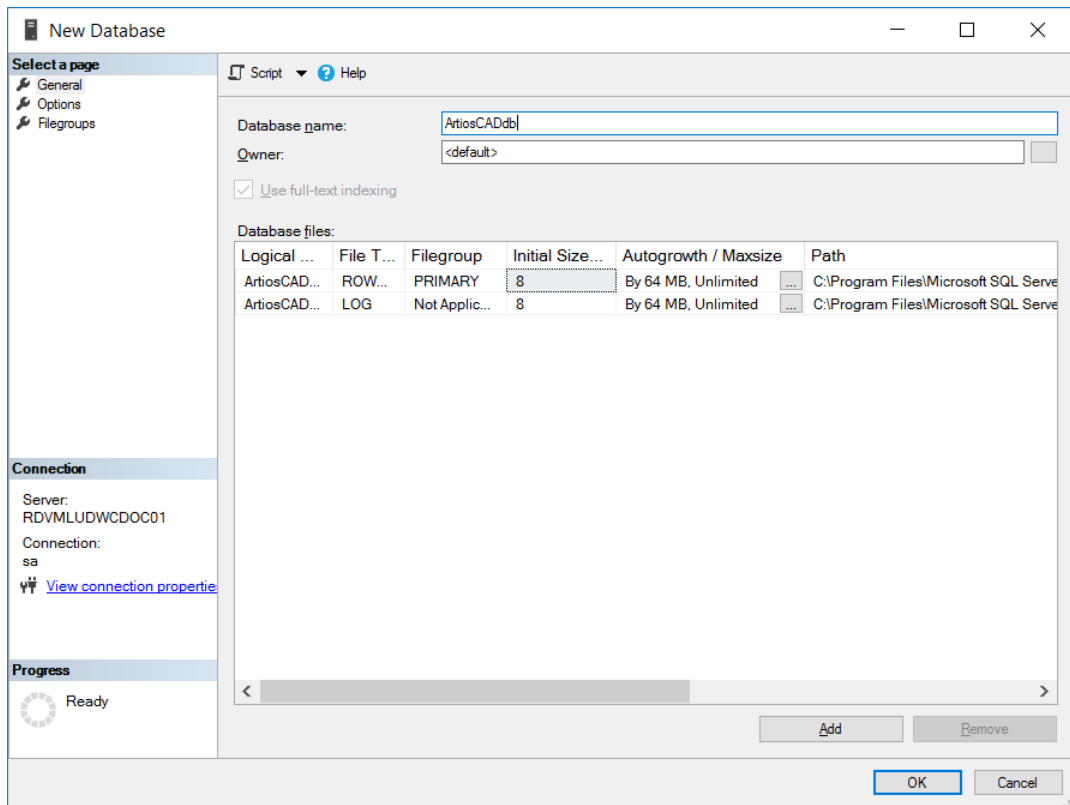 New Database
Select a page
General
Options
Filegroups
Script
Help
Database name:
ArtiosCADdb
Owner:
<default>
Use full-text indexing
Database files:
Logical ... File T... Filegroup Initial Size... Autogrowth / Maxsize Path
ArtiosCAD... ROW... PRIMARY 8 By 64 MB, Unlimited ... C:\Program Files\Microsoft SQL Serve
ArtiosCAD... LOG Not Applic... 8 By 64 MB, Unlimited ... C:\Program Files\Microsoft SQL Serve
Connection
Server:
RDVMLUDWCDOC01
Connection:
sa
View connection propertie
Progress
Ready
Add Remove
OK Cancel